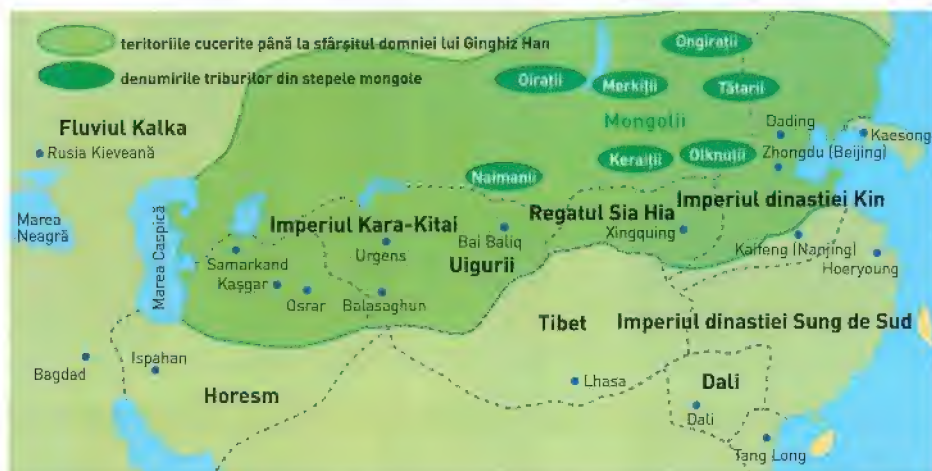 teritoriile cucerite până la sfârșitul domniei lui Ginghiz Han
denumirile triburilor din stepele mongole
Ongirații
Oirații
Merkiții
Tătarii
Fluviul Kalka
Rusia Kieveană
Mongolii
Dading
Kaesong
Zhongdu (Beijing)
Keraiții
Olknuții
Naimanii
Marea
Neagră
Marea Caspică
Imperiul Kara-Kitai
Urgens
Regatul Sia Hia
Xingquing
Imperiul dinastiei Kin
Bai Baliq
Uigurii
Kaifeng (Nanjing)
Hoeryoung
Samarkand
Kașgar
Osrar
Balasaghun
Tibet
Imperiul dinastiei Sung de Sud
Bagdad
Ispahan
Horesm
Lhasa
Dali
Dali
Tang Long